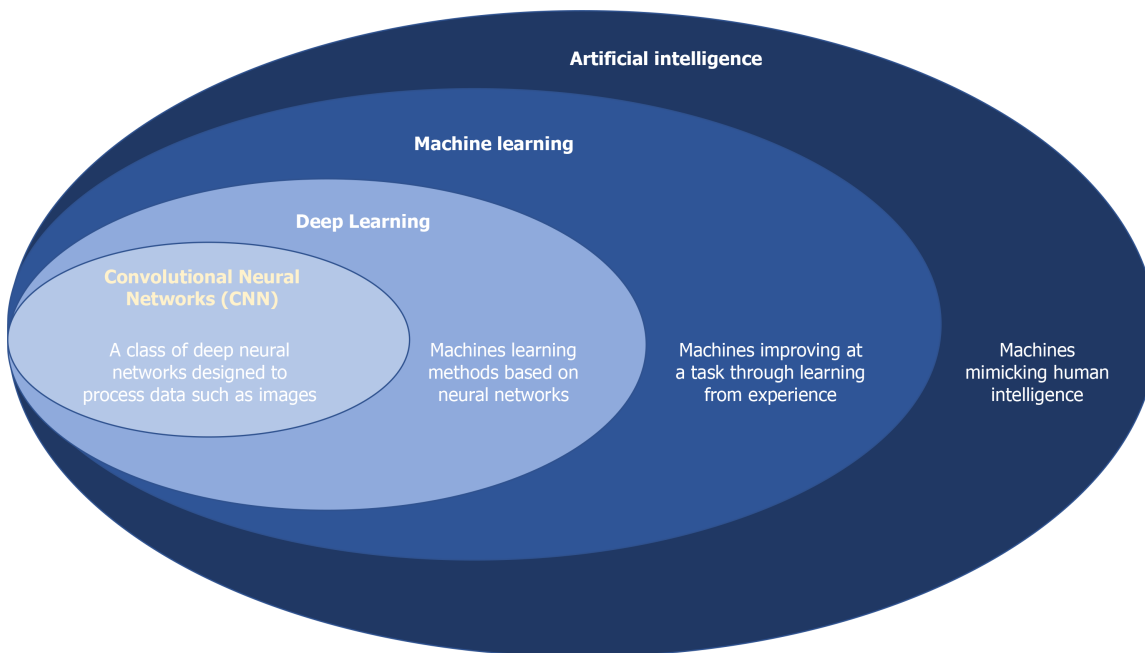 Artificial intelligence
Machine learning
Deep Learning
Convolutional Neural
Networks (CNN)
A class of deep neural
networks designed to
process data such as images
Machines learning
methods based on
neural networks
Machines improving at
a task through learning
from experience
Machines
mimicking human
intelligence